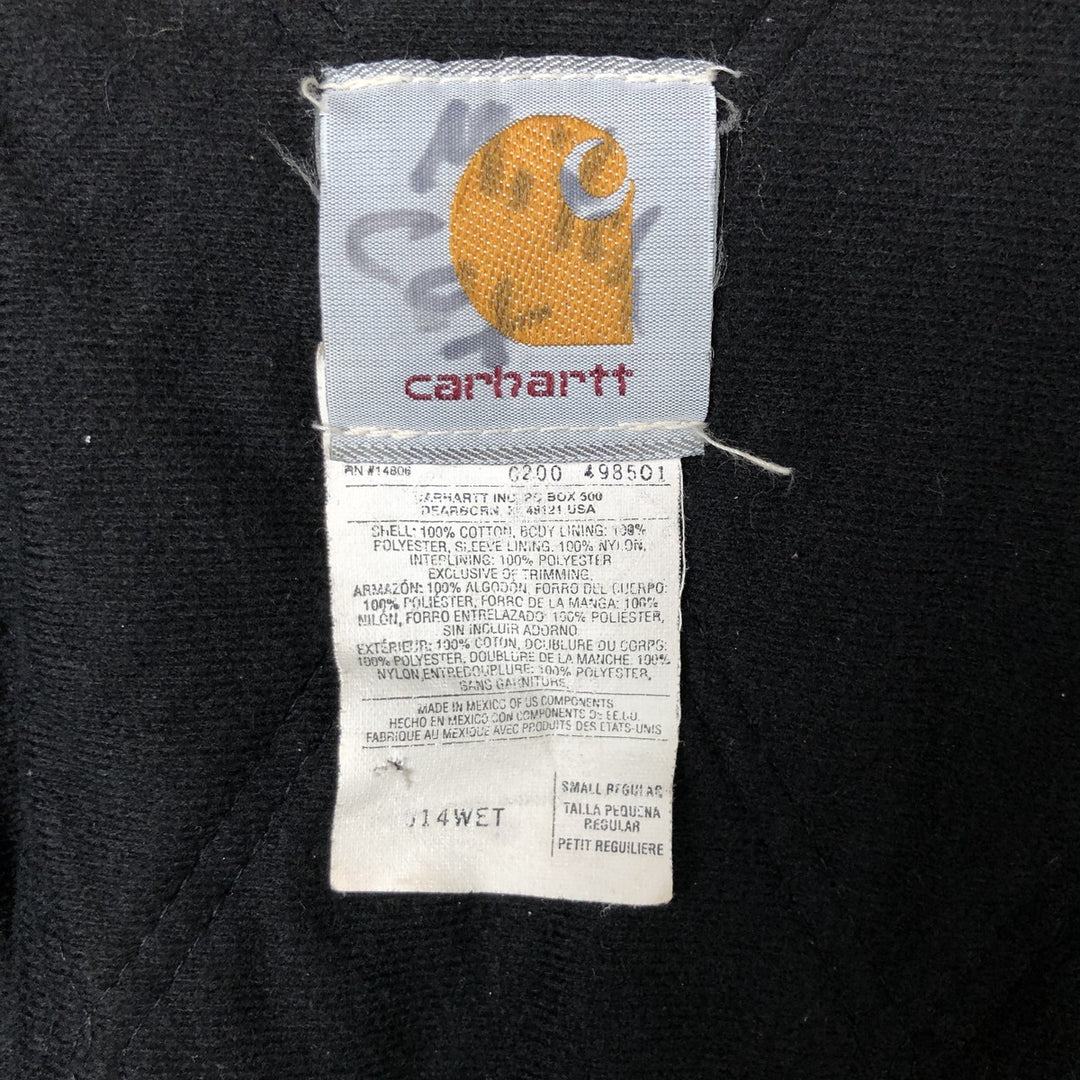 carhartt
RN #14806 0200 498501
CARHARTT INC. PO BOX 500
DEARBORN, MI 48121 USA
SHELL: 100% COTTON, BODY LINING: 100%
POLYESTER, SLEEVE LINING: 100% NYLON,
INTERLINING: 100% POLYESTER
EXCLUSIVE OF TRIMMING.
ARMAZÓN: 100% ALGODÓN, FORRO DEL CUERPO:
100% POLIÉSTER, FORRO DE LA MANGA: 100%
NILÓN, FORRO ENTRELAZADO: 100% POLIESTER,
SIN INCLUIR ADORNO
EXTÉRIEUR: 100% COTON, DOUBLURE DU CORPS:
100% POLYESTER, DOUBLURE DE LA MANCHE: 100%
NYLON, ENTREDOUPLURE: 100% POLYESTER,
SANS GARNITURE.
MADE IN MEXICO OF US COMPONENTS
HECHO EN MEXICO CON COMPONENTS DE EE.UU.
FABRIQUE AU MEXIQUE AVEC PRODUITS DES ETATS-UNIS
J14WET
SMALL REGULAR
TALLA PEQUENA
REGULAR
PETIT REGUILIERE